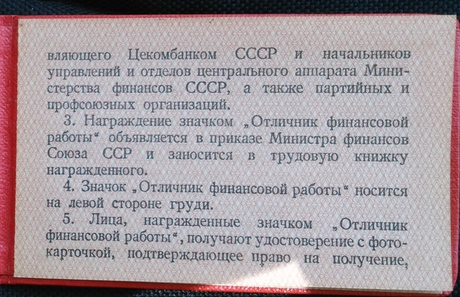 вляющего Цекомбанком СССР и начальников
управлений и отделов центрального аппарата Мини-
стерства финансов СССР, а также партийных и
профсоюзных организаций.
3. Награждение значком „Отличник финансовой
работы“ объявляется в приказе Министра финансов
Союза ССР и заносится в трудовую книжку
награжденного.
4. Значок „Отличник финансовой работы“ носится
на левой стороне груди.
5. Лица, награжденные значком „Отличник
финансовой работы“, получают удостоверение с фото-
карточкой, подтверждающее право на получение,